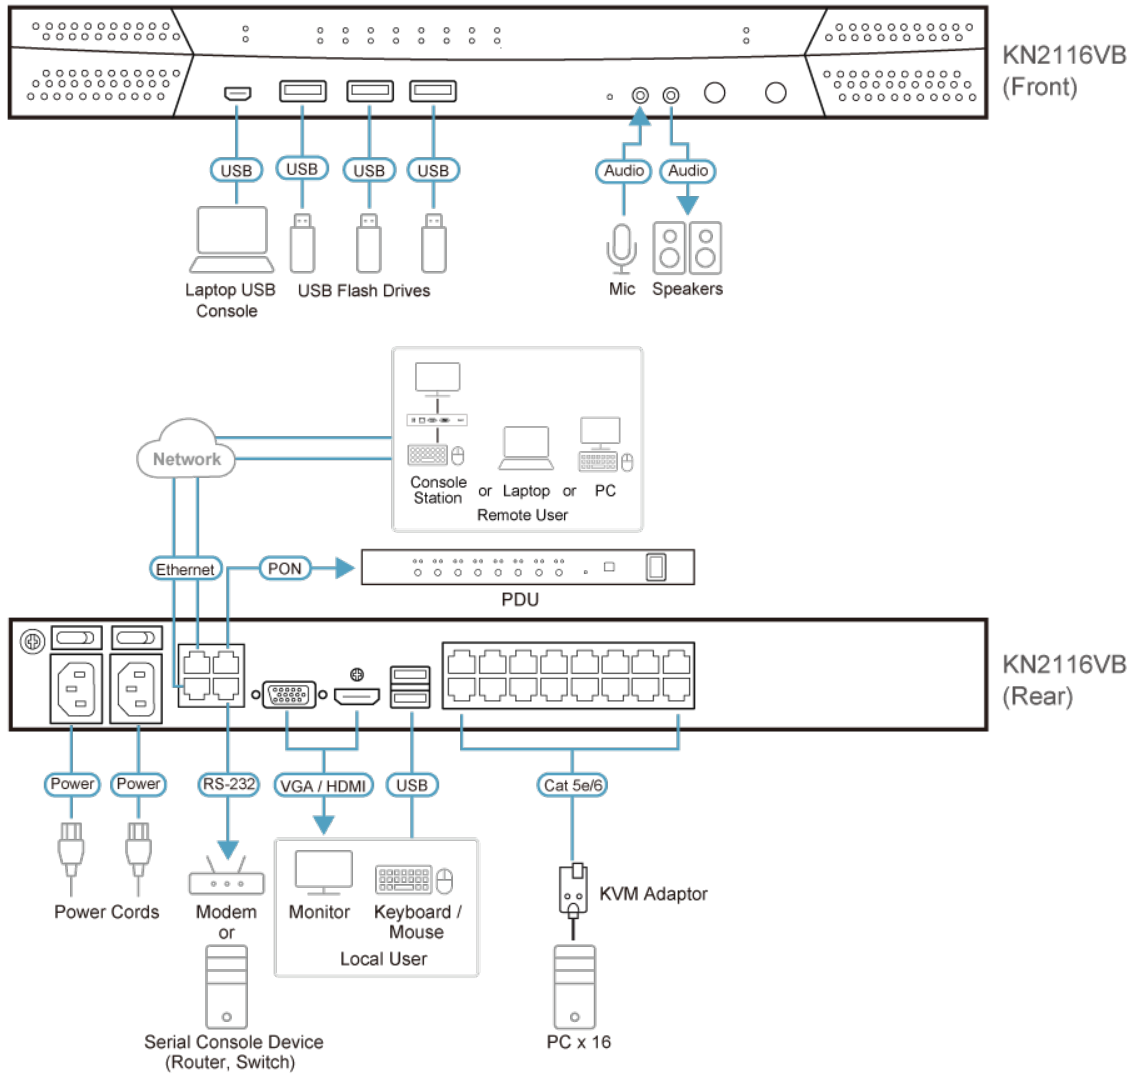 KN2116VB
(Front)
USB
USB
USB
USB
Audio
Audio
Laptop USB
Console
USB Flash Drives
Mic
Speakers
Network
Console
Station
or
Laptop
or
PC
Remote User
Ethernet
PON
PDU
KN2116VB
(Rear)
Power
Power
RS-232
VGA / HDMI
USB
Cat 5e/6
KVM Adaptor
Power Cords
Modem
or
Monitor
Keyboard /
Mouse
Local User
Serial Console Device
(Router, Switch)
PC x 16